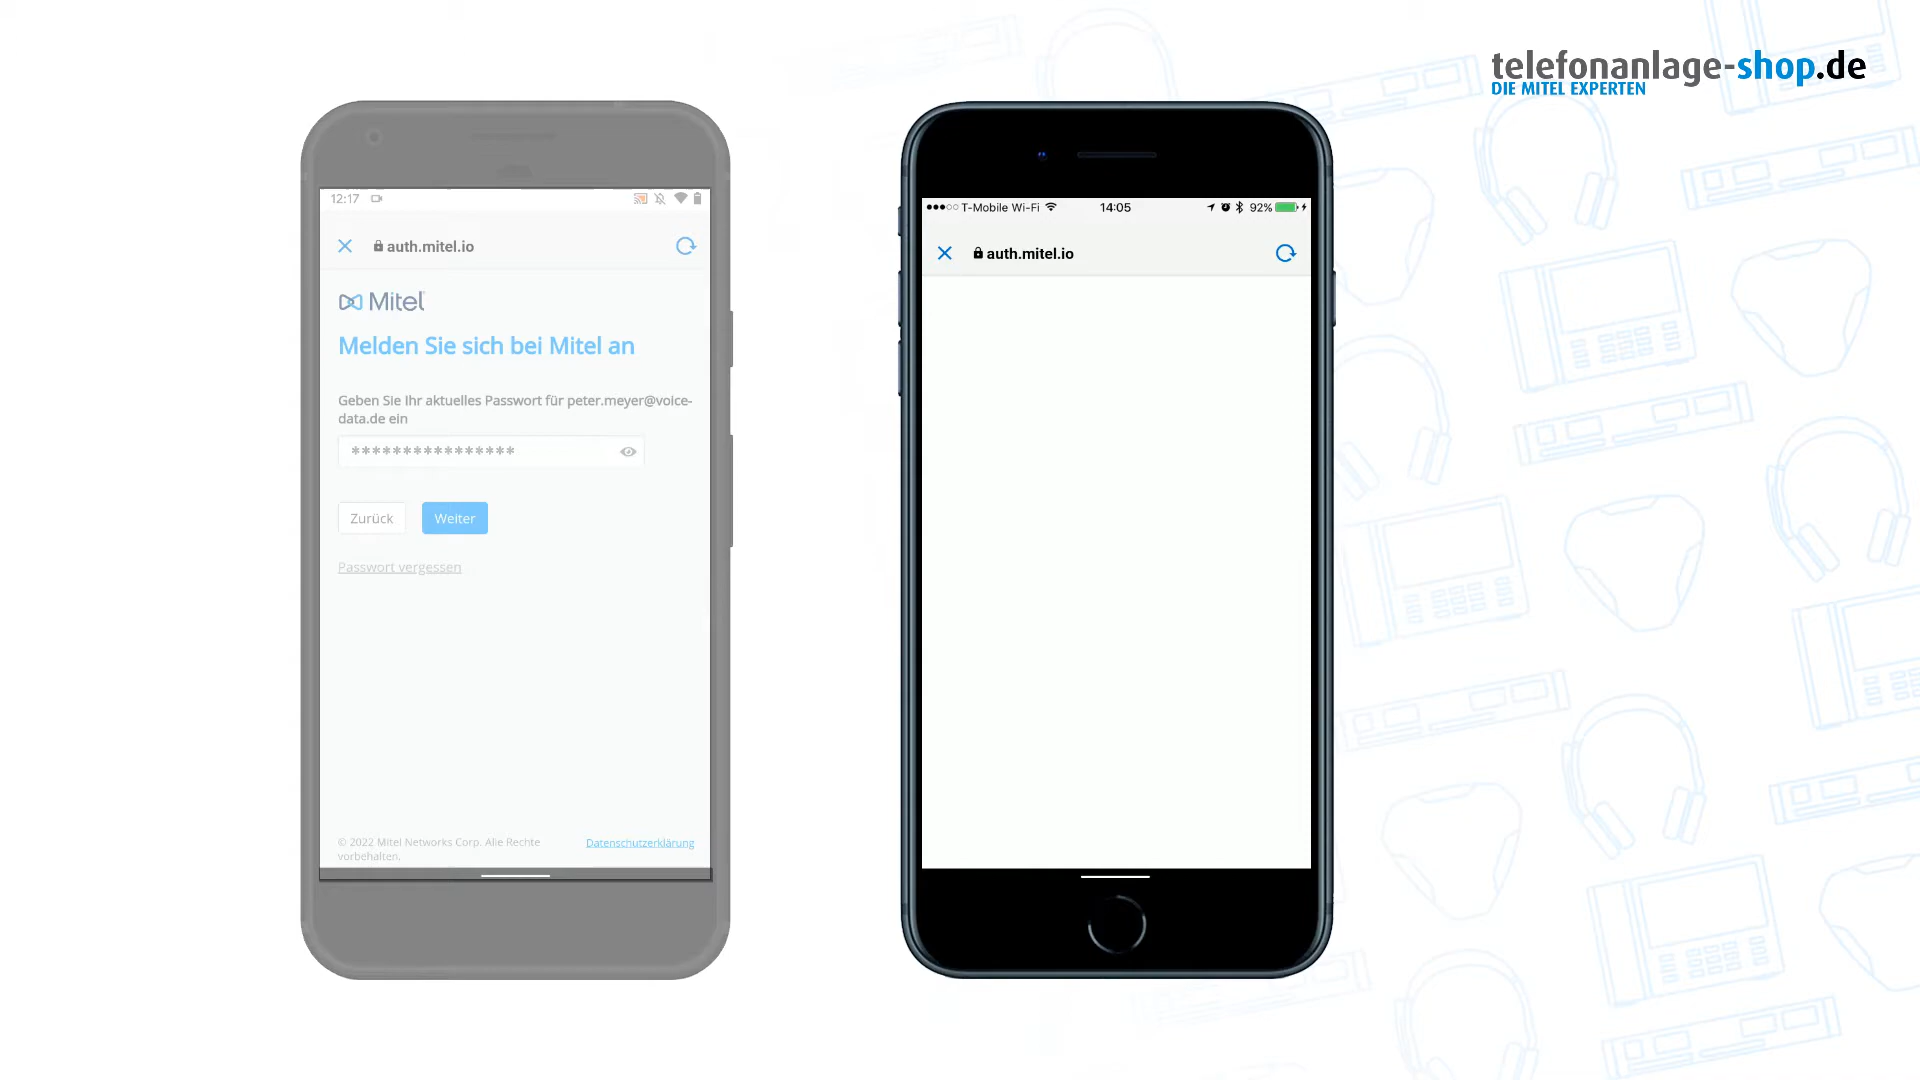 telefonanlage-shop.de
DIE MITEL EXPERTEN
12:17
auth.mitel.io
Mitel
Melden Sie sich bei Mitel an
Geben Sie Ihr aktuelles Passwort für peter.meyer@voice-
data.de ein
****************
Zurück Weiter
Passwort vergessen
© 2022 Mitel Networks Corp. Alle Rechte
vorbehalten.
Datenschutzerklärung
T-Mobile Wi-Fi 14:05 92%
auth.mitel.io